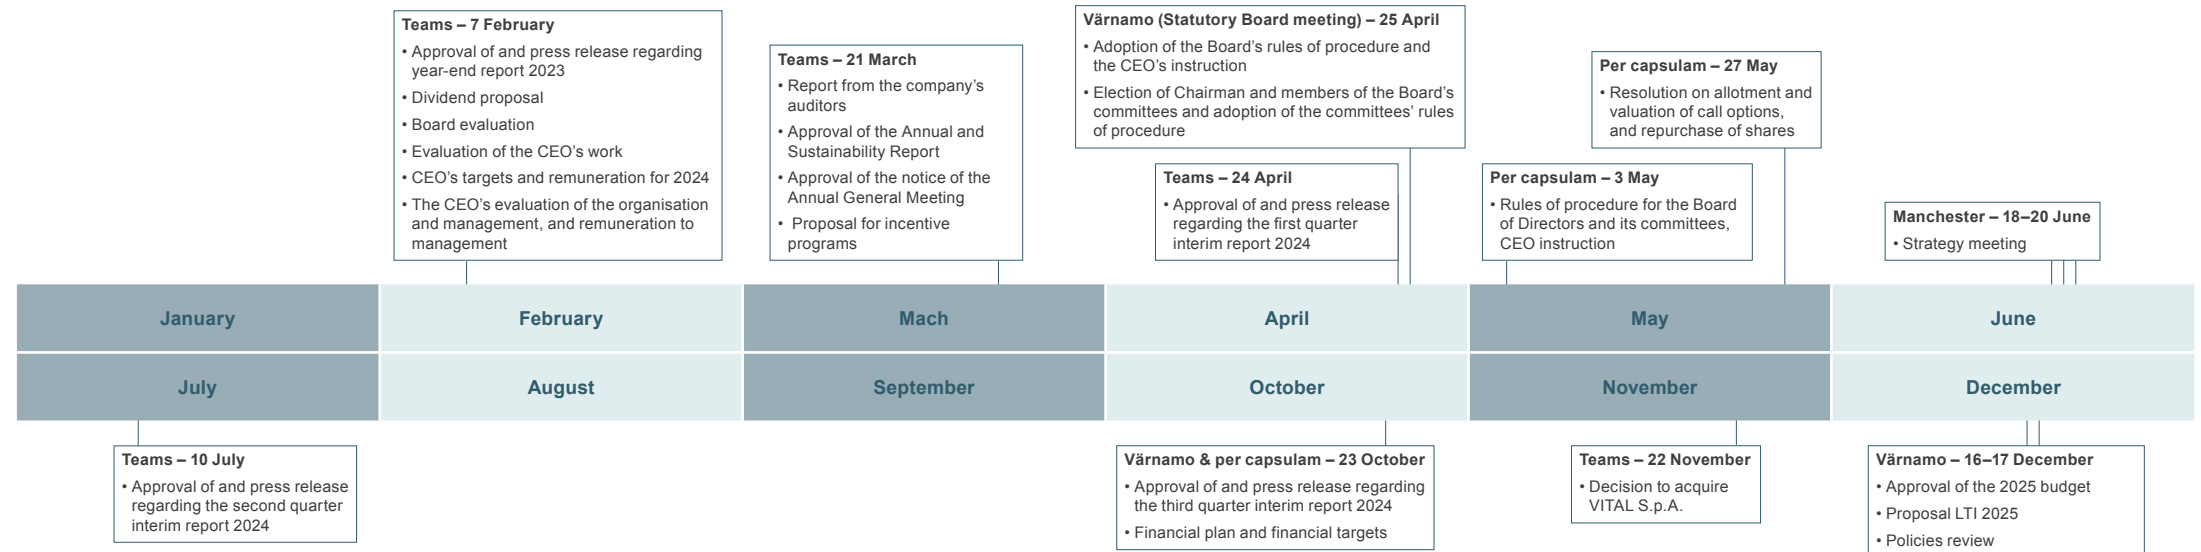 Teams – 7 February
• Approval of and press release regarding
year-end report 2023
• Dividend proposal
• Board evaluation
• Evaluation of the CEO’s work
• CEO’s targets and remuneration for 2024
• The CEO’s evaluation of the organisation
and management, and remuneration to
management
Teams – 21 March
• Report from the company’s
auditors
• Approval of the Annual and
Sustainability Report
• Approval of the notice of the
Annual General Meeting
• Proposal for incentive
programs
Värnamo (Statutory Board meeting) – 25 April
• Adoption of the Board’s rules of procedure and
the CEO’s instruction
• Election of Chairman and members of the Board’s
committees and adoption of the committees’ rules
of procedure
Teams – 24 April
• Approval of and press release
regarding the first quarter
interim report 2024
Per capsulam – 27 May
• Resolution on allotment and
valuation of call options,
and repurchase of shares
Per capsulam – 3 May
• Rules of procedure for the Board
of Directors and its committees,
CEO instruction
Manchester – 18–20 June
• Strategy meeting
January
February
Mach
April
May
June
July
August
September
October
November
December
Teams – 10 July
• Approval of and press release
regarding the second quarter
interim report 2024
Värnamo & per capsulam – 23 October
• Approval of and press release regarding
the third quarter interim report 2024
• Financial plan and financial targets
Teams – 22 November
• Decision to acquire
VITAL S.p.A.
Värnamo – 16–17 December
• Approval of the 2025 budget
• Proposal LTI 2025
• Policies review